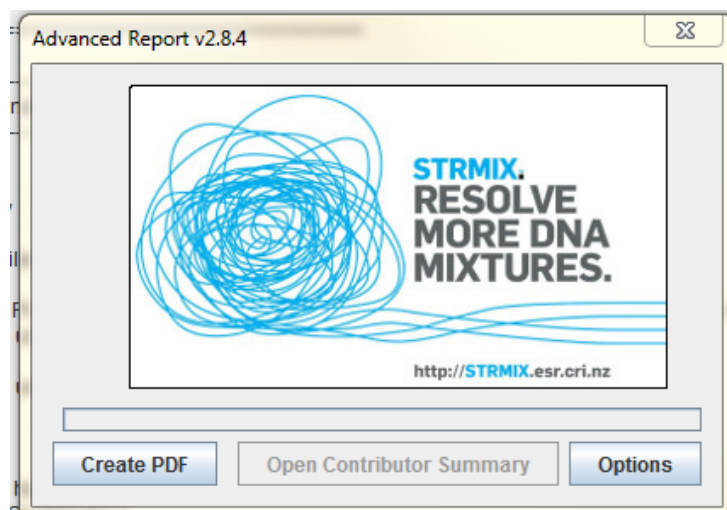 Advanced Report v2.8.4
STRMIX.
RESOLVE
MORE DNA
MIXTURES.
http://STRMIX.esr.cri.nz
Create PDF
Open Contributor Summary
Options